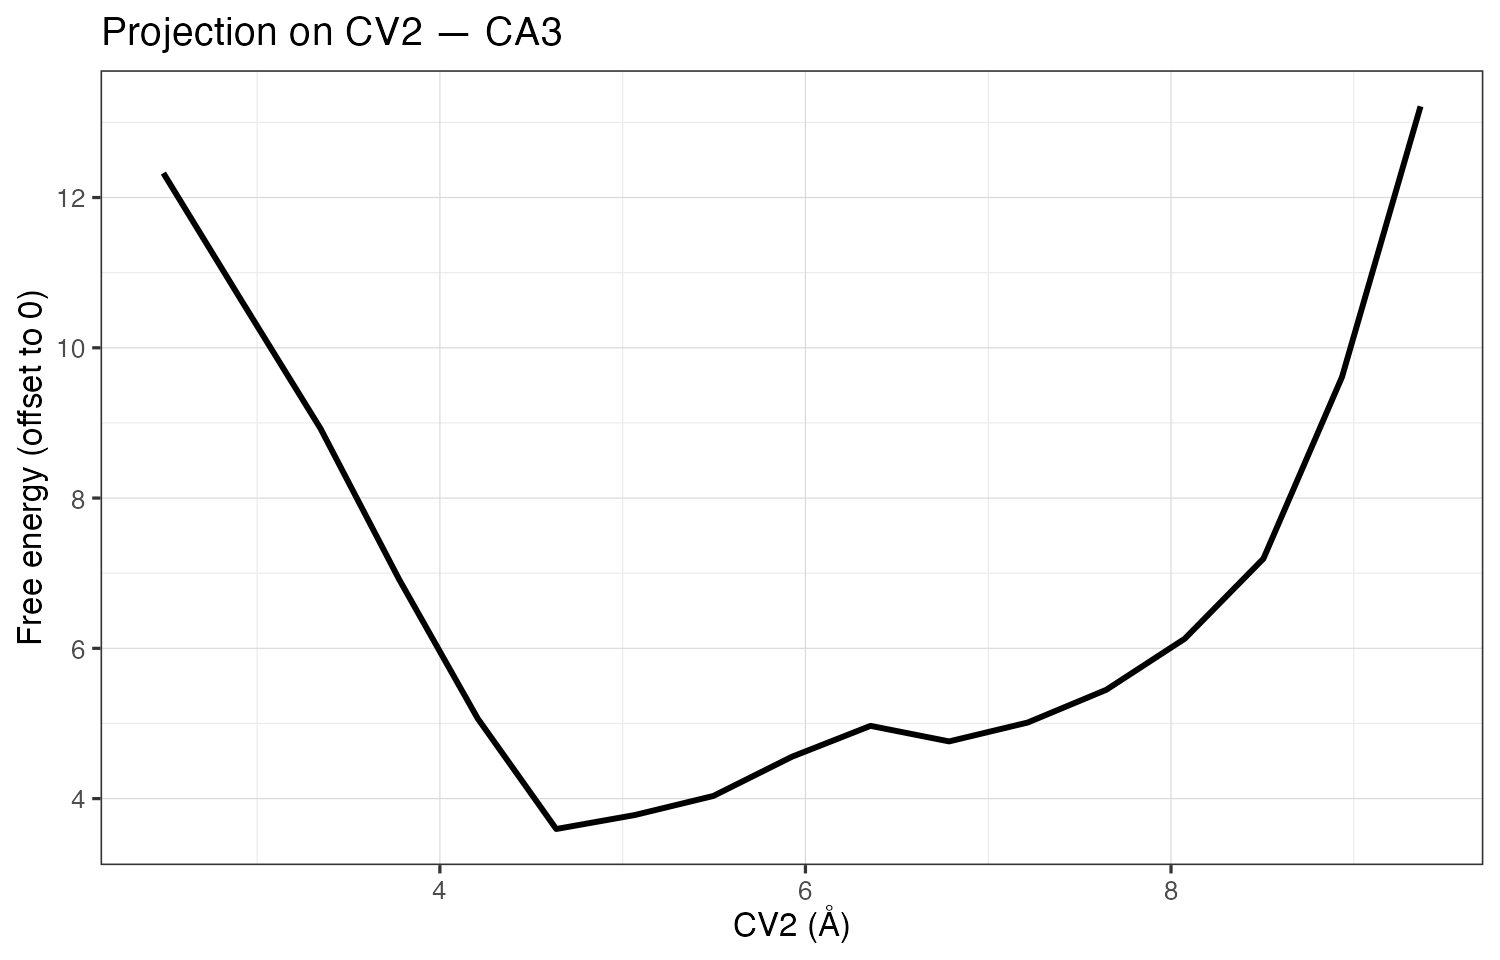 Projection on CV2 — CA3
Free energy (offset to 0)
12
10
8
6
4
4 6 8
CV2 (Å)